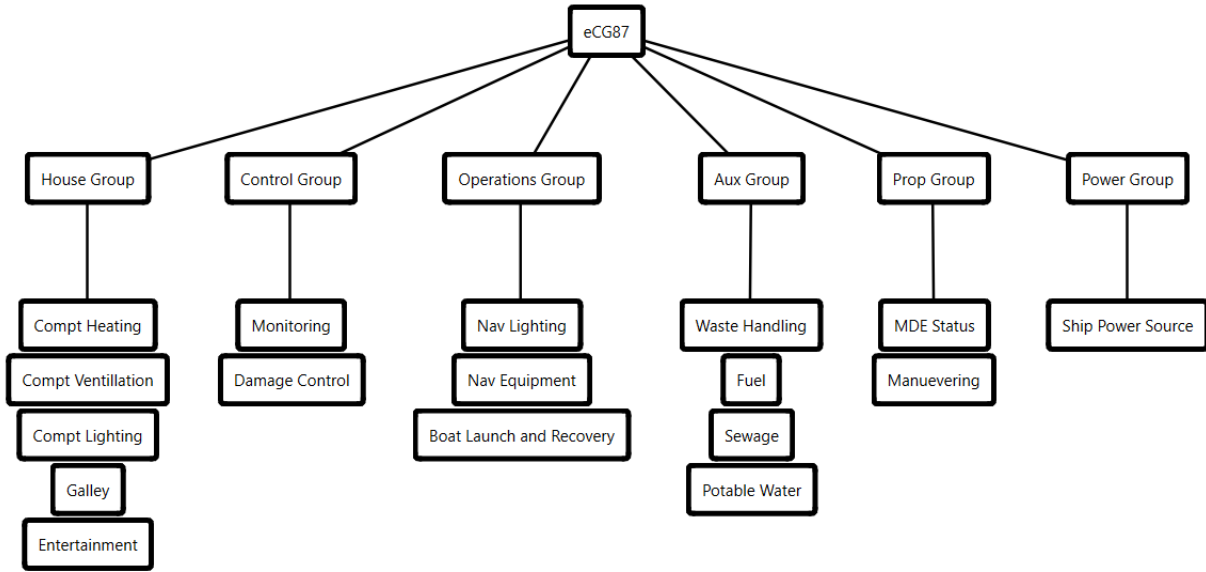 eCG87
House Group
Control Group
Operations Group
Aux Group
Prop Group
Power Group
Compt Heating
Monitoring
Nav Lighting
Waste Handling
MDE Status
Ship Power Source
Compt Ventillation
Damage Control
Nav Equipment
Fuel
Manuevering
Compt Lighting
Boat Launch and Recovery
Sewage
Galley
Potable Water
Entertainment